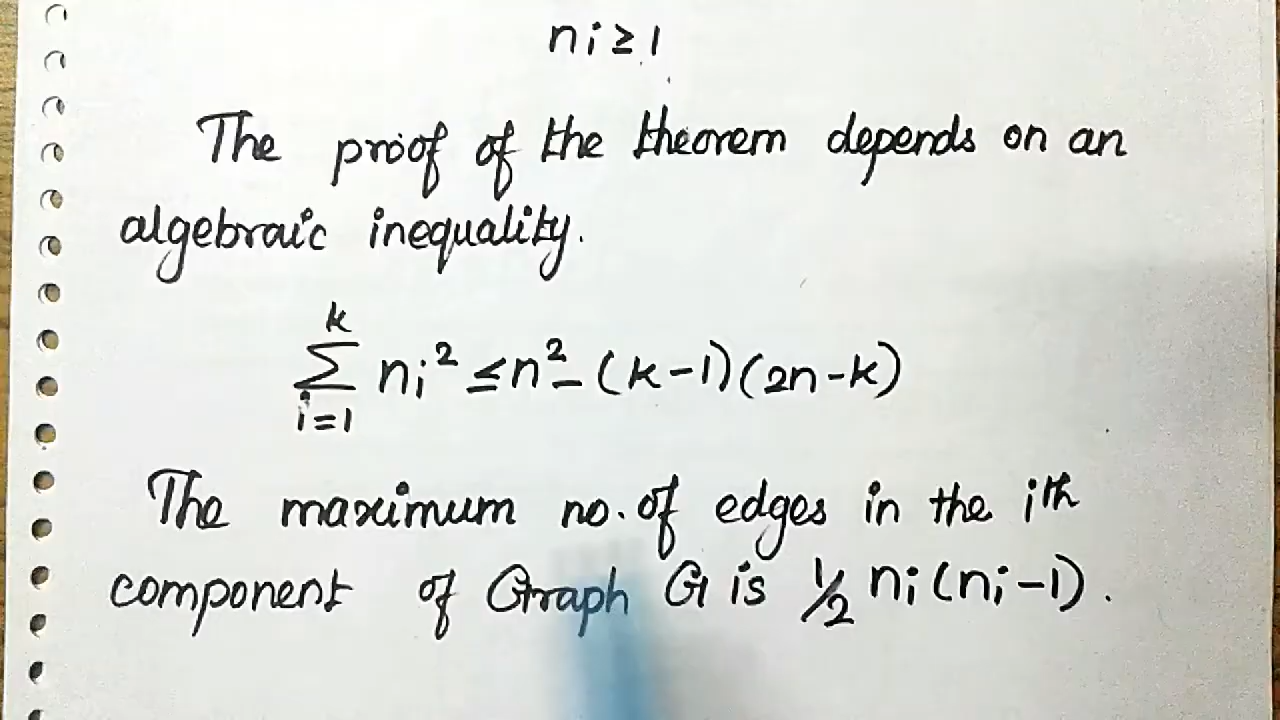 ni ≥ 1
The proof of the theorem depends on an
algebraic inequality.
k
∑ ni² ≤ n² - (k-1)(2n-k)
i=1
The maximum no. of edges in the ith
component of Graph G is 1/2 ni(ni-1).